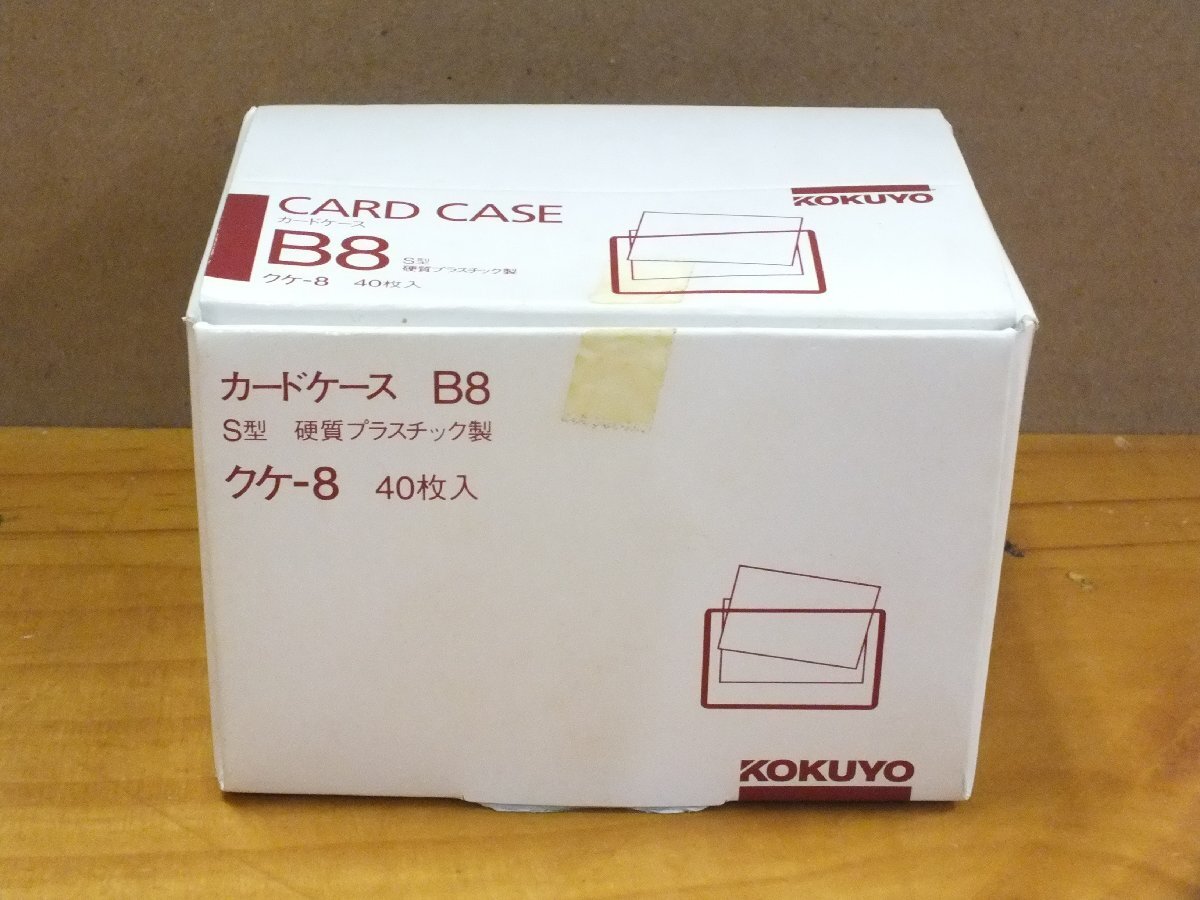 CARD CASE
カードケース
B8
S型
硬質プラスチック製
クケ-8 40枚入
KOKUYO
カードケース B8
S型 硬質プラスチック製
クケ-8 40枚入
KOKUYO